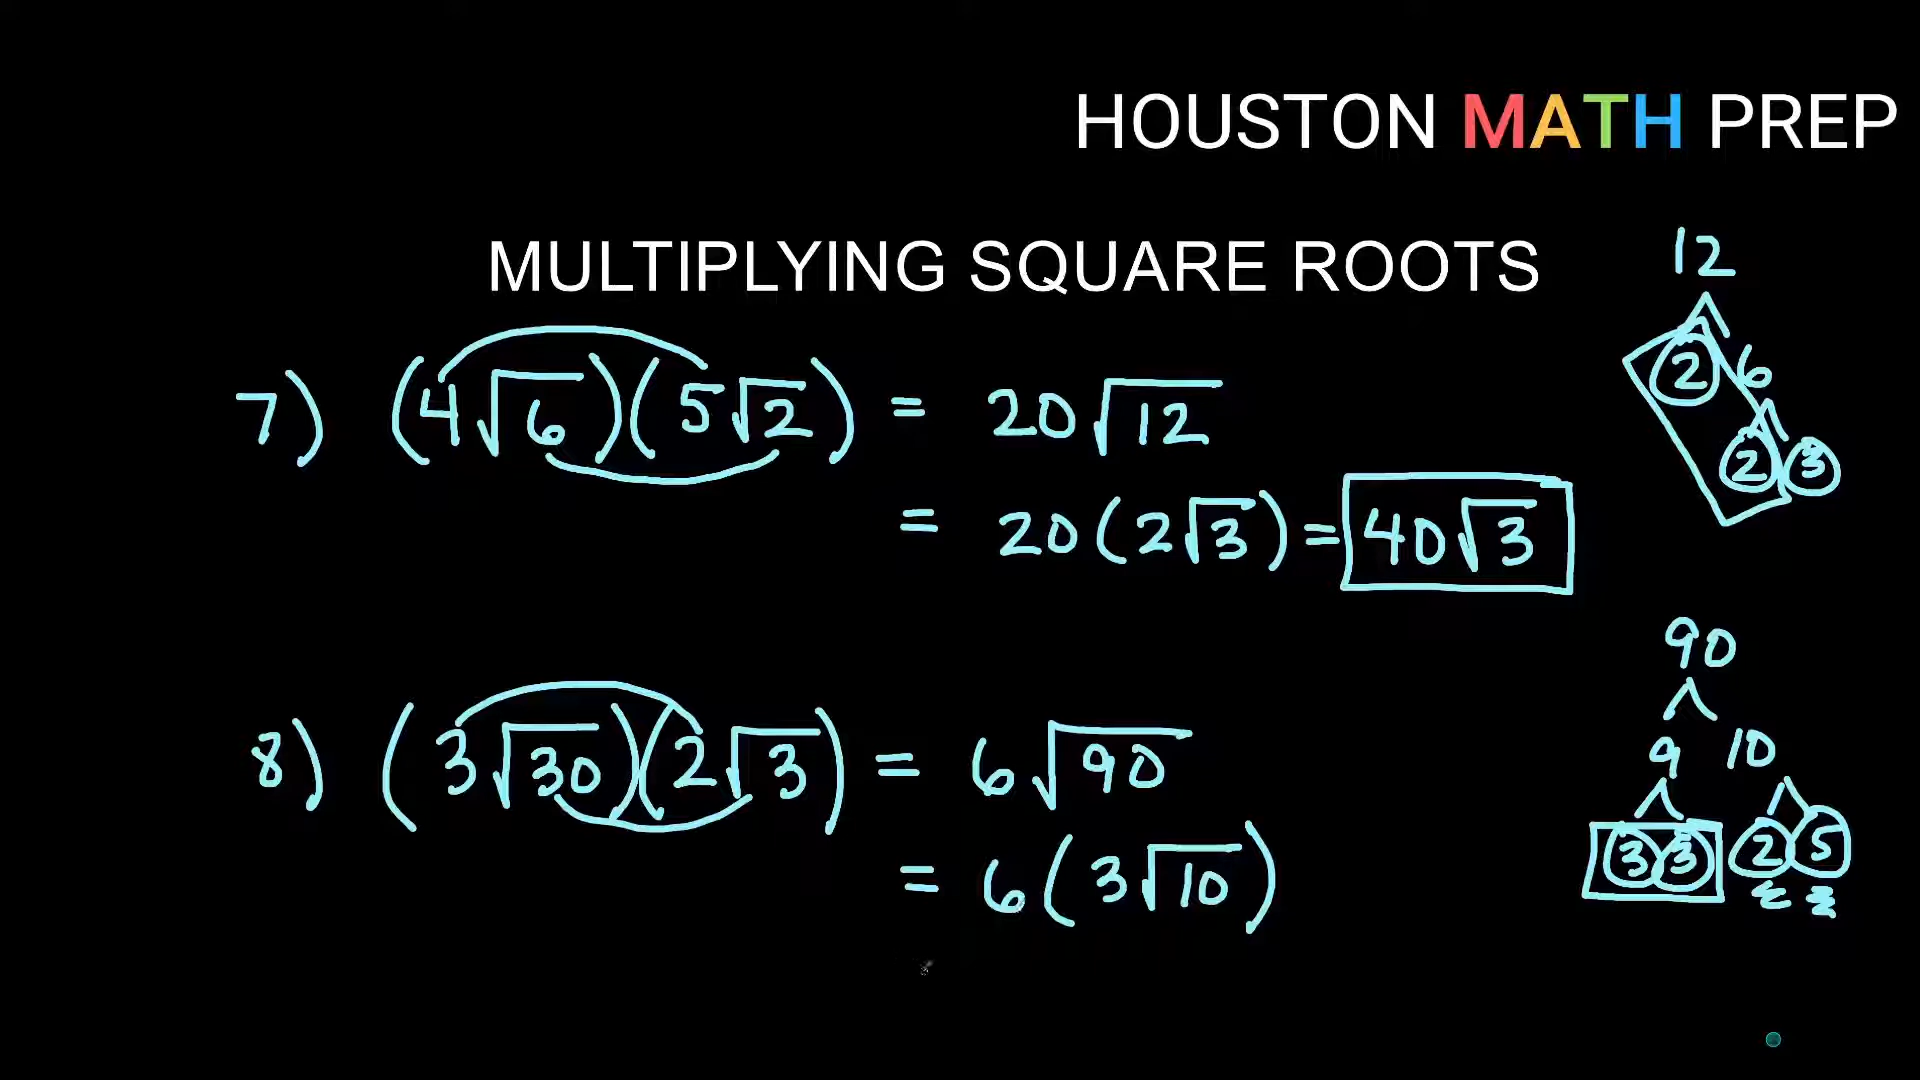 HOUSTON MATH PREP
MULTIPLYING SQUARE ROOTS
7) (4√6)(5√2) = 20√12
= 20(2√3) = 40√3
12
2 6
2 3
8) (3√30)(2√3) = 6√90
= 6(3√10)
90
9 10
3 3 2 5